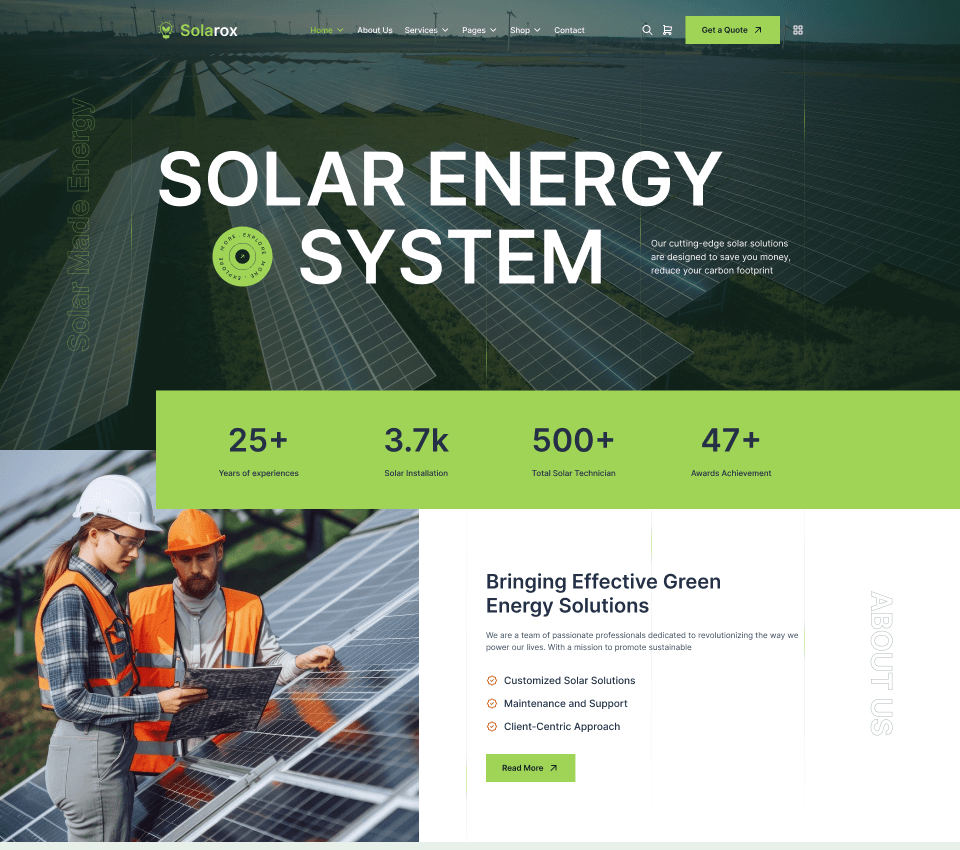 Solarox
Home
About Us
Services
Pages
Shop
Contact
Get a Quote
Solar Made Energy
SOLAR ENERGY
SYSTEM
EXPLORE MORE · EXPLORE MORE ·
Our cutting-edge solar solutions
are designed to save you money,
reduce your carbon footprint
25+
Years of experiences
3.7k
Solar Installation
500+
Total Solar Technician
47+
Awards Achievement
Bringing Effective Green
Energy Solutions
We are a team of passionate professionals dedicated to revolutionizing the way we
power our lives. With a mission to promote sustainable
Customized Solar Solutions
Maintenance and Support
Client-Centric Approach
Read More
ABOUT US